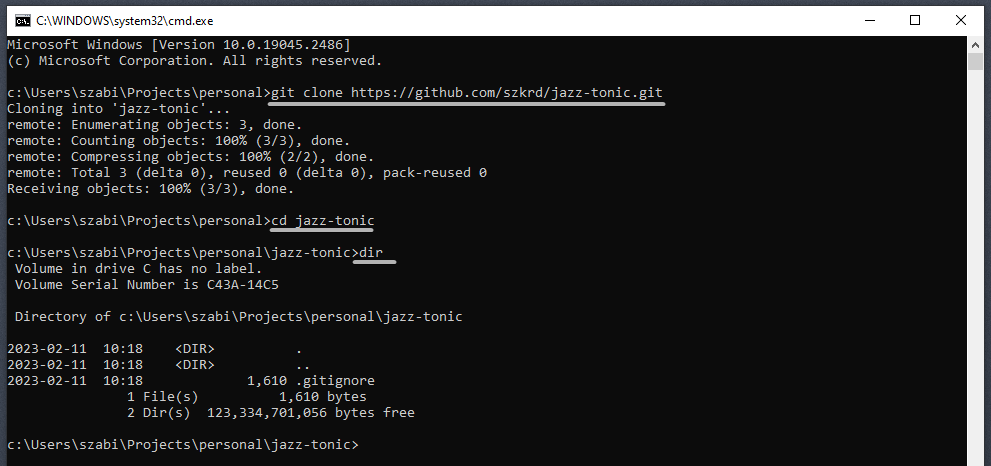 C:\WINDOWS\system32\cmd.exe
Microsoft Windows [Version 10.0.19045.2486]
(c) Microsoft Corporation. All rights reserved.
c:\Users\szabi\Projects\personal>git clone https://github.com/szkrd/jazz-tonic.git
Cloning into 'jazz-tonic'...
remote: Enumerating objects: 3, done.
remote: Counting objects: 100% (3/3), done.
remote: Compressing objects: 100% (2/2), done.
remote: Total 3 (delta 0), reused 0 (delta 0), pack-reused 0
Receiving objects: 100% (3/3), done.
c:\Users\szabi\Projects\personal>cd jazz-tonic
c:\Users\szabi\Projects\personal\jazz-tonic>dir
 Volume in drive C has no label.
 Volume Serial Number is C43A-14C5
 Directory of c:\Users\szabi\Projects\personal\jazz-tonic
2023-02-11  10:18    <DIR>          .
2023-02-11  10:18    <DIR>          ..
2023-02-11  10:18             1,610 .gitignore
               1 File(s)          1,610 bytes
               2 Dir(s)  123,334,701,056 bytes free
c:\Users\szabi\Projects\personal\jazz-tonic>